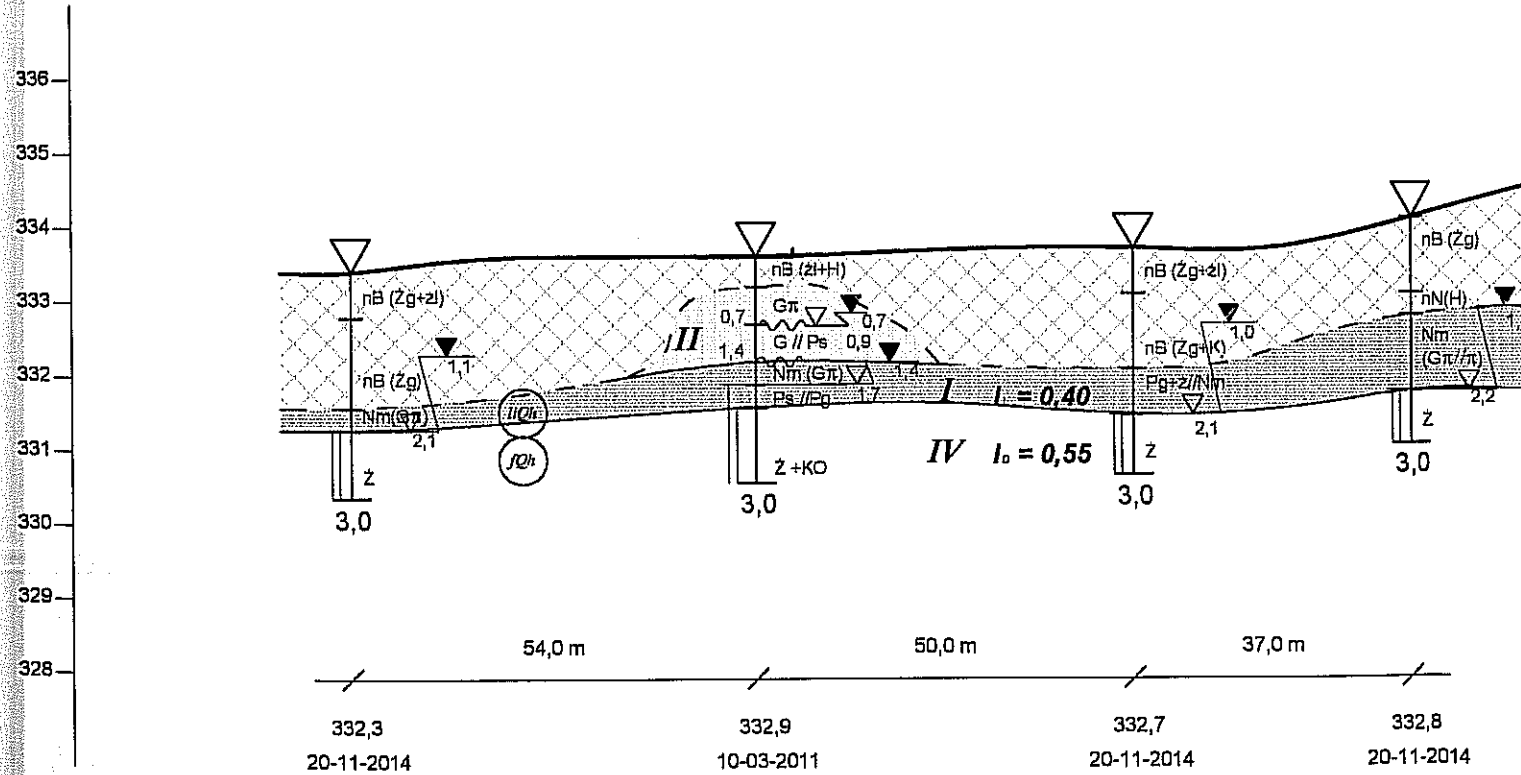 336
335
334
333
332
331
330
329
328
nB (Żg+żł)
nB (Żg)
Nm(Gπ)
1,1
2,1
Ż
3,0
IIQh
fQh
nB (żł+H)
Gπ
0,7
0,7
G // Ps
0,9
II
1,4
1,4
Nm (Gπ)
1,7
Ps //Pg
Ż +KO
3,0
I
= 0,40
IV
= 0,55
nB (Żg+żł)
nB (Żg+K)
1,0
Pg+ż//Nm
2,1
Ż
3,0
nB (Żg)
nN(H)
Nm
(Gπ//π)
2,2
Ż
3,0
54,0 m
50,0 m
37,0 m
332,3
332,9
332,7
332,8
20-11-2014
10-03-2011
20-11-2014
20-11-2014